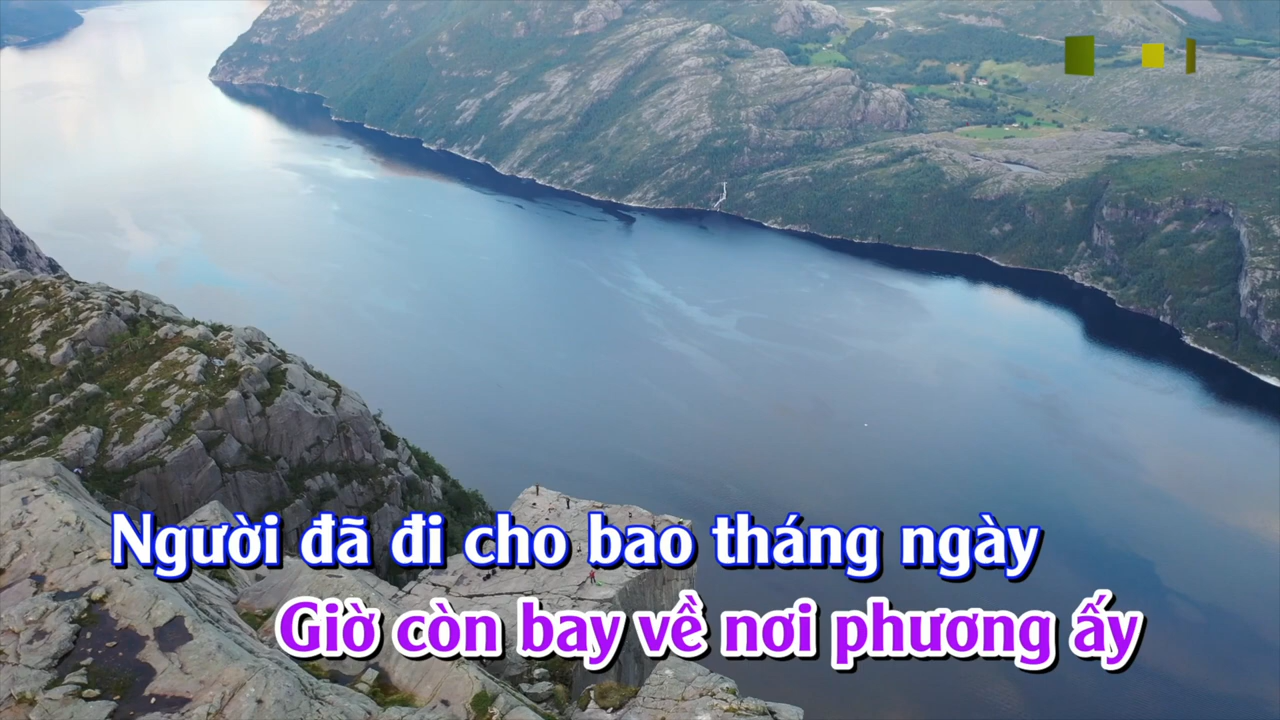 Người đã đi cho bao tháng ngày
Giờ còn bay về nơi phương ấy